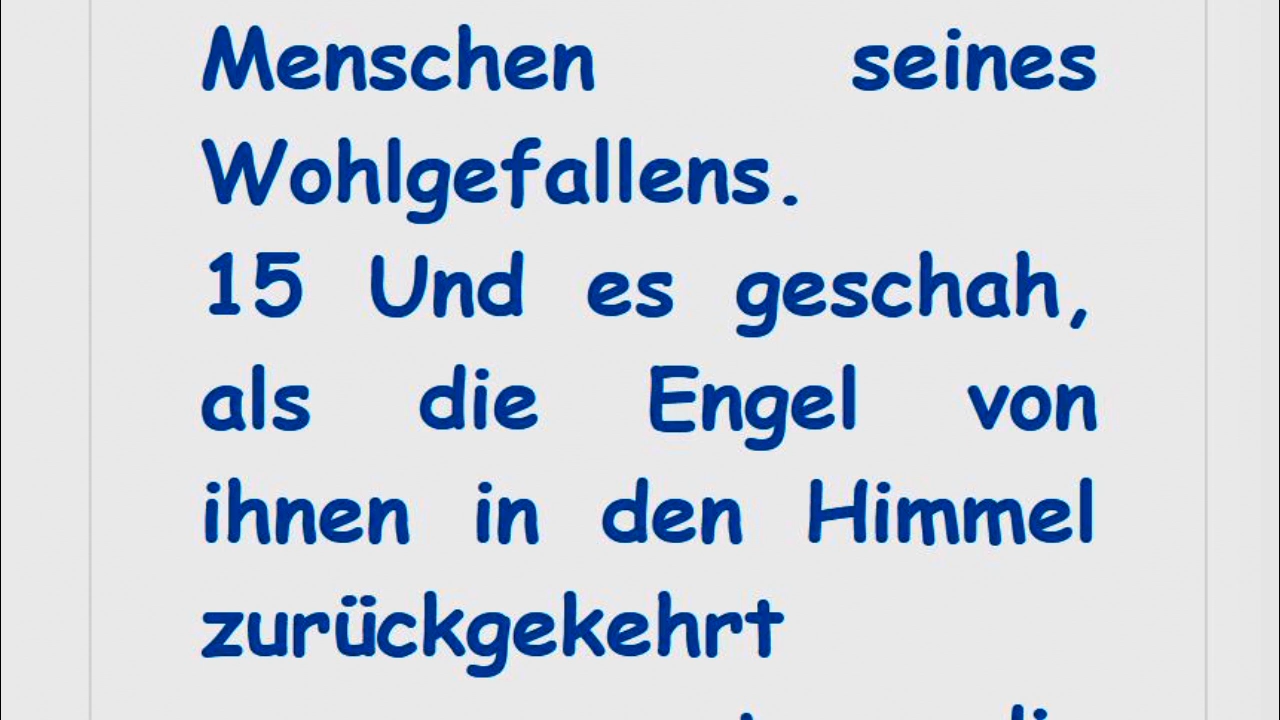 Menschen seines
Wohlgefallens.
15 Und es geschah,
als die Engel von
ihnen in den Himmel
zurückgekehrt